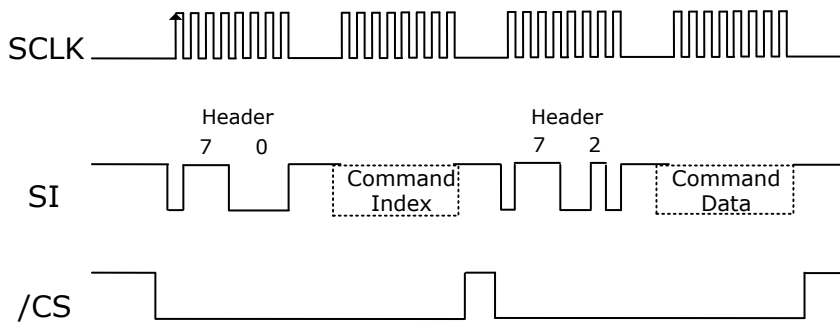 SCLK
Header
7 0
Header
7 2
SI
Command
Index
Command
Data
/CS